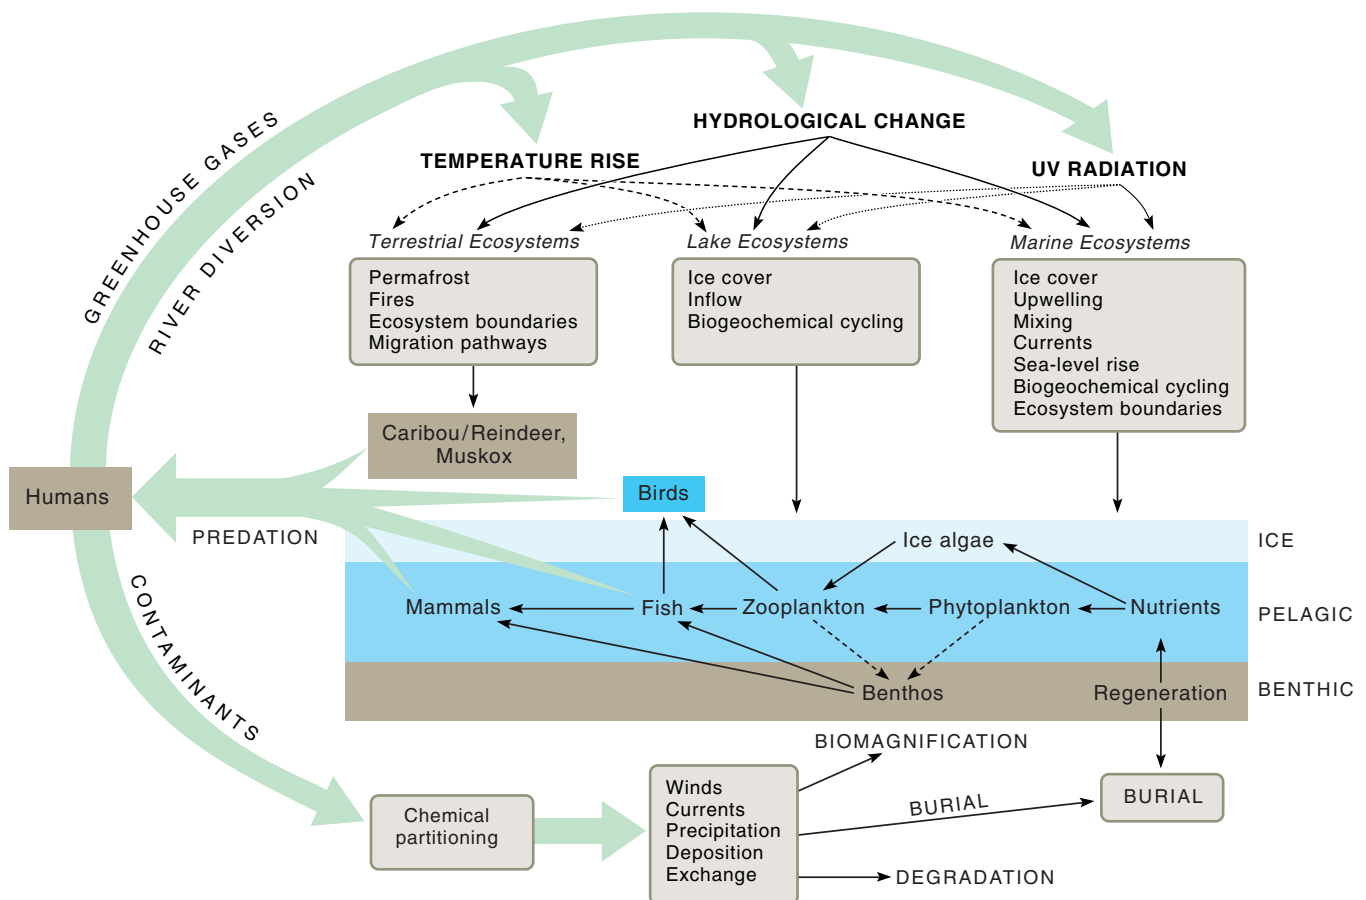 GREENHOUSE GASES
RIVER DIVERSION
HYDROLOGICAL CHANGE
TEMPERATURE RISE
UV RADIATION
Terrestrial Ecosystems
Lake Ecosystems
Marine Ecosystems
Permafrost
Fires
Ecosystem boundaries
Migration pathways
Ice cover
Inflow
Biogeochemical cycling
Ice cover
Upwelling
Mixing
Currents
Sea-level rise
Biogeochemical cycling
Ecosystem boundaries
Caribou/Reindeer,
Muskox
Humans
Birds
PREDATION
Ice algae
ICE
Mammals
Fish
Zooplankton
Phytoplankton
Nutrients
PELAGIC
Benthos
Regeneration
BENTHIC
CONTAMINANTS
BIOMAGNIFICATION
Chemical
partitioning
Winds
Currents
Precipitation
Deposition
Exchange
BURIAL
BURIAL
DEGRADATION